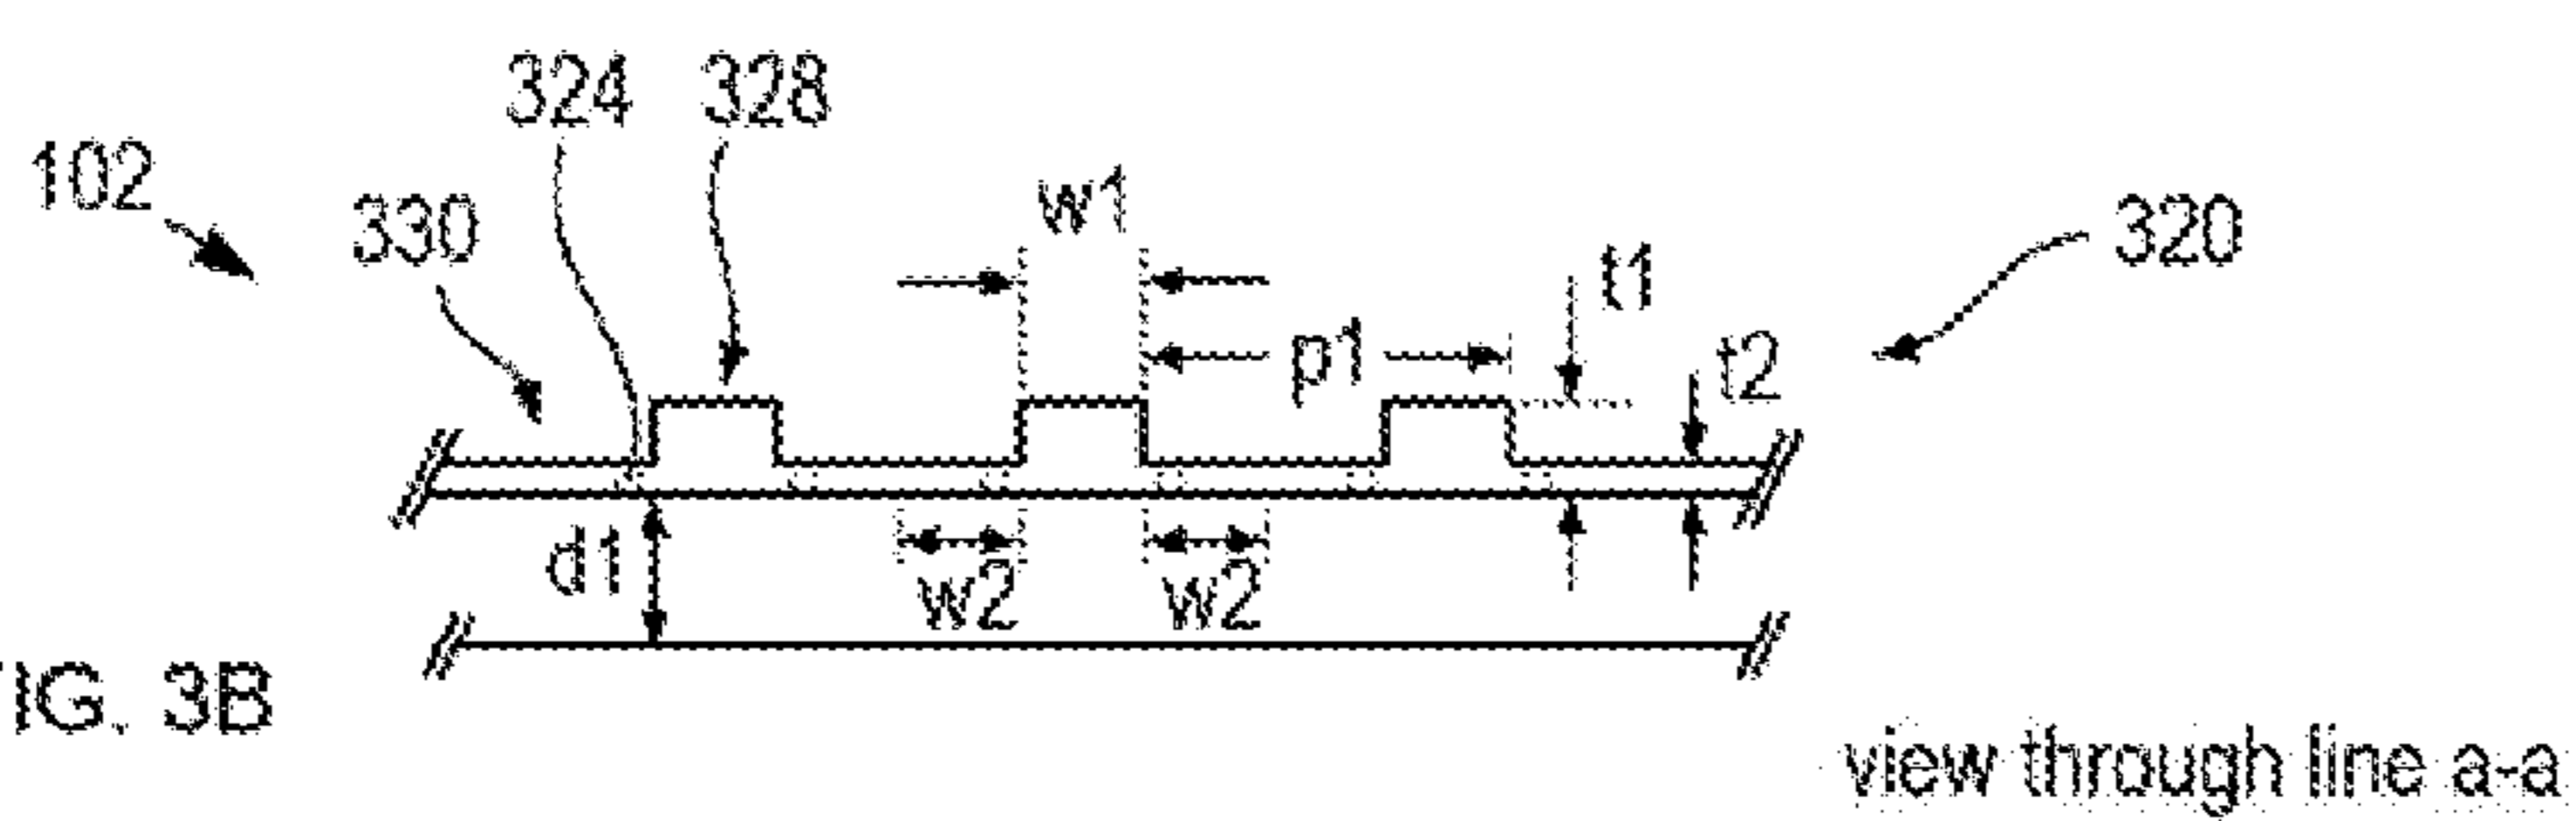 324 328
102
330
w1
320
t1
p1
t2
d1
w2 w2
IG. 3B
view through line a-a